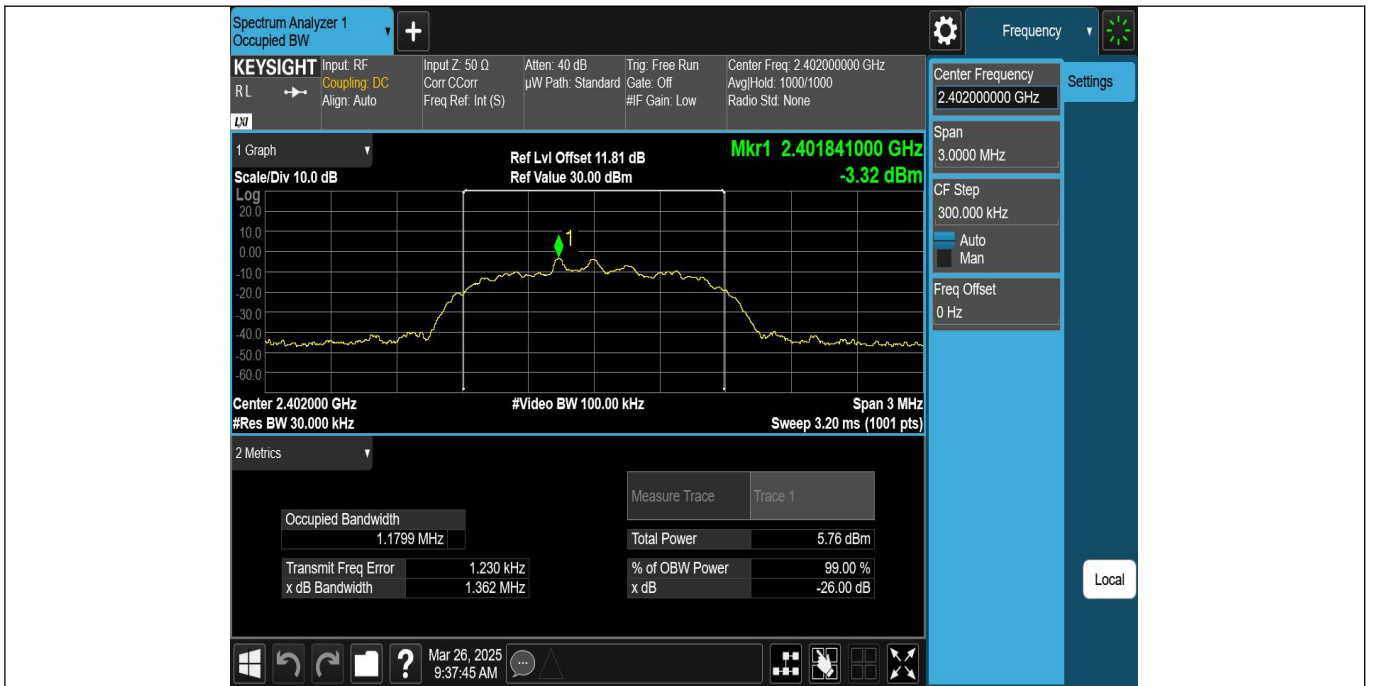 Spectrum Analyzer 1
Occupied BW
+
Frequency
KEYSIGHT
R L
LXI
Input: RF
Coupling: DC
Align: Auto
Input Z: 50 Ω
Corr CCorr
Freq Ref: Int (S)
Atten: 40 dB
µW Path: Standard
Trig: Free Run
Gate: Off
#IF Gain: Low
Center Freq: 2.402000000 GHz
Avg|Hold: 1000/1000
Radio Std: None
Center Frequency
2.402000000 GHz
Settings
Span
3.0000 MHz
CF Step
300.000 kHz
Auto
Man
Freq Offset
0 Hz
Local
1 Graph
Scale/Div 10.0 dB
Ref Lvl Offset 11.81 dB
Ref Value 30.00 dBm
Mkr1 2.401841000 GHz
-3.32 dBm
Log
20.0
10.0
0.00
-10.0
-20.0
-30.0
-40.0
-50.0
-60.0
1
Center 2.402000 GHz
#Video BW 100.00 kHz
Span 3 MHz
#Res BW 30.000 kHz
Sweep 3.20 ms (1001 pts)
2 Metrics
Measure Trace Trace 1
Occupied Bandwidth
1.1799 MHz
Total Power 5.76 dBm
Transmit Freq Error 1.230 kHz
% of OBW Power 99.00 %
x dB Bandwidth 1.362 MHz
x dB -26.00 dB
?
Mar 26, 2025
9:37:45 AM